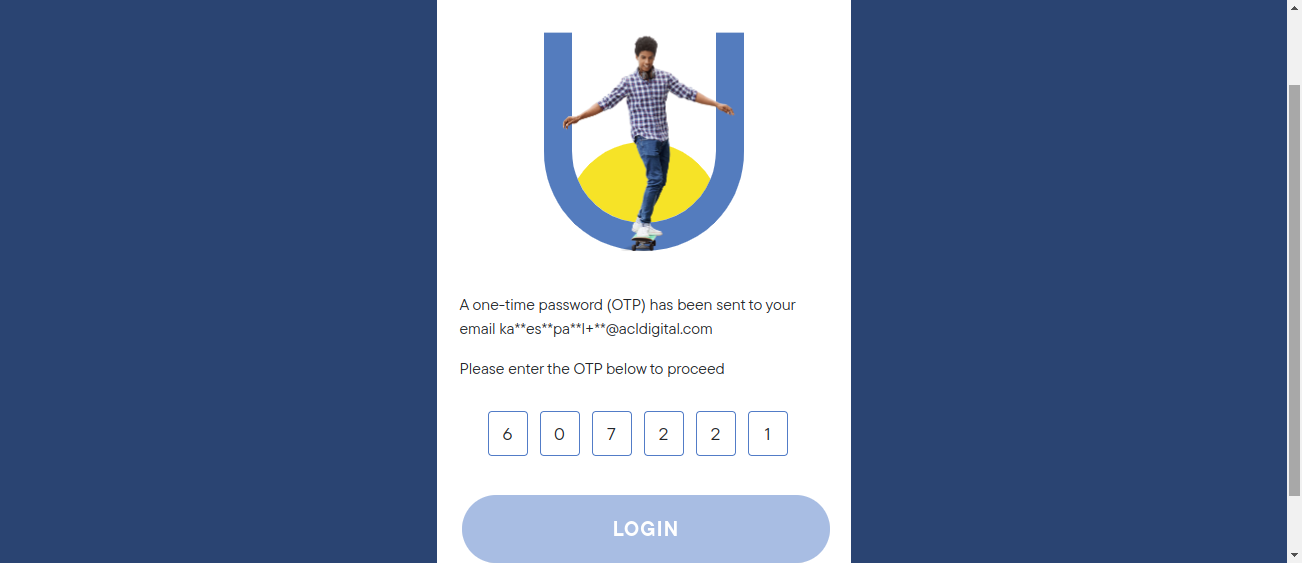 A one-time password (OTP) has been sent to your
email ka**es**pa**l+**@acldigital.com
Please enter the OTP below to proceed
6 0 7 2 2 1
LOGIN